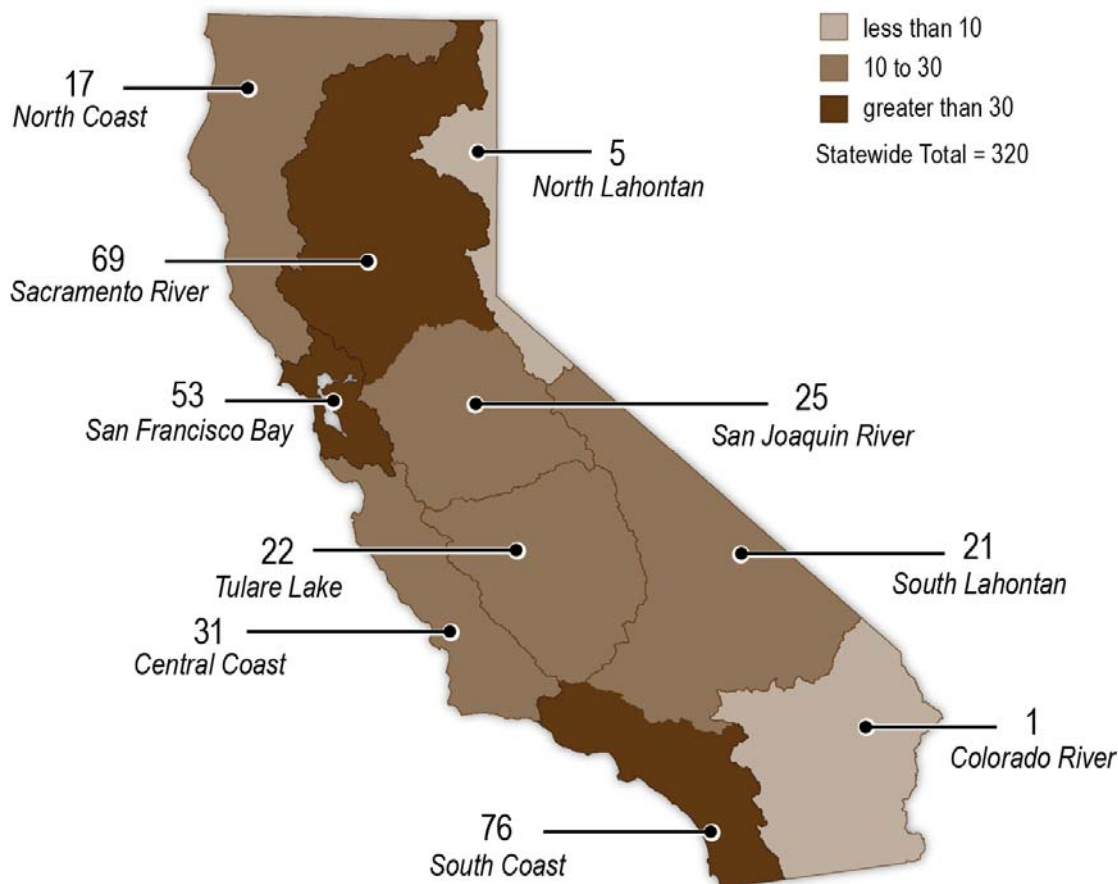 less than 10
10 to 30
greater than 30
Statewide Total = 320
17
North Coast
5
North Lahontan
69
Sacramento River
53
San Francisco Bay
25
San Joaquin River
22
Tulare Lake
21
South Lahontan
31
Central Coast
1
Colorado River
76
South Coast